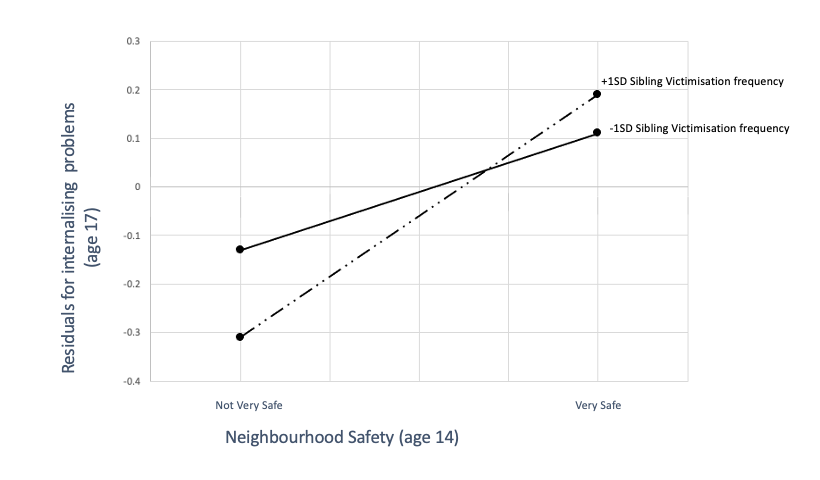 0.3
+1SD Sibling Victimisation frequency
0.2
-1SD Sibling Victimisation frequency
0.1
0
-0.1
-0.2
-0.3
-0.4
Residuals for internalising  problems
(age 17)
Not Very Safe
Very Safe
Neighbourhood Safety (age 14)